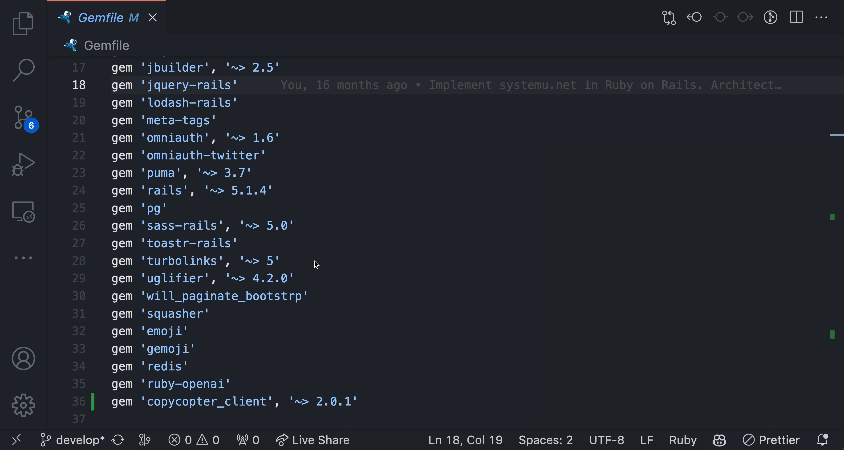 Gemfile M
Gemfile
17 gem 'jbuilder', '~> 2.5'
18 gem 'jquery-rails' You, 16 months ago • Implement systemu.net in Ruby on Rails. Architect…
19 gem 'lodash-rails'
20 gem 'meta-tags'
21 gem 'omniauth', '~> 1.6'
22 gem 'omniauth-twitter'
23 gem 'puma', '~> 3.7'
24 gem 'rails', '~> 5.1.4'
25 gem 'pg'
26 gem 'sass-rails', '~> 5.0'
27 gem 'toastr-rails'
28 gem 'turbolinks', '~> 5'
29 gem 'uglifier', '~> 4.2.0'
30 gem 'will_paginate_bootstrp'
31 gem 'squasher'
32 gem 'emoji'
33 gem 'gemoji'
34 gem 'redis'
35 gem 'ruby-openai'
36 gem 'copycopter_client', '~> 2.0.1'
37
6
develop* 0 0 0 Live Share Ln 18, Col 19 Spaces: 2 UTF-8 LF Ruby Prettier